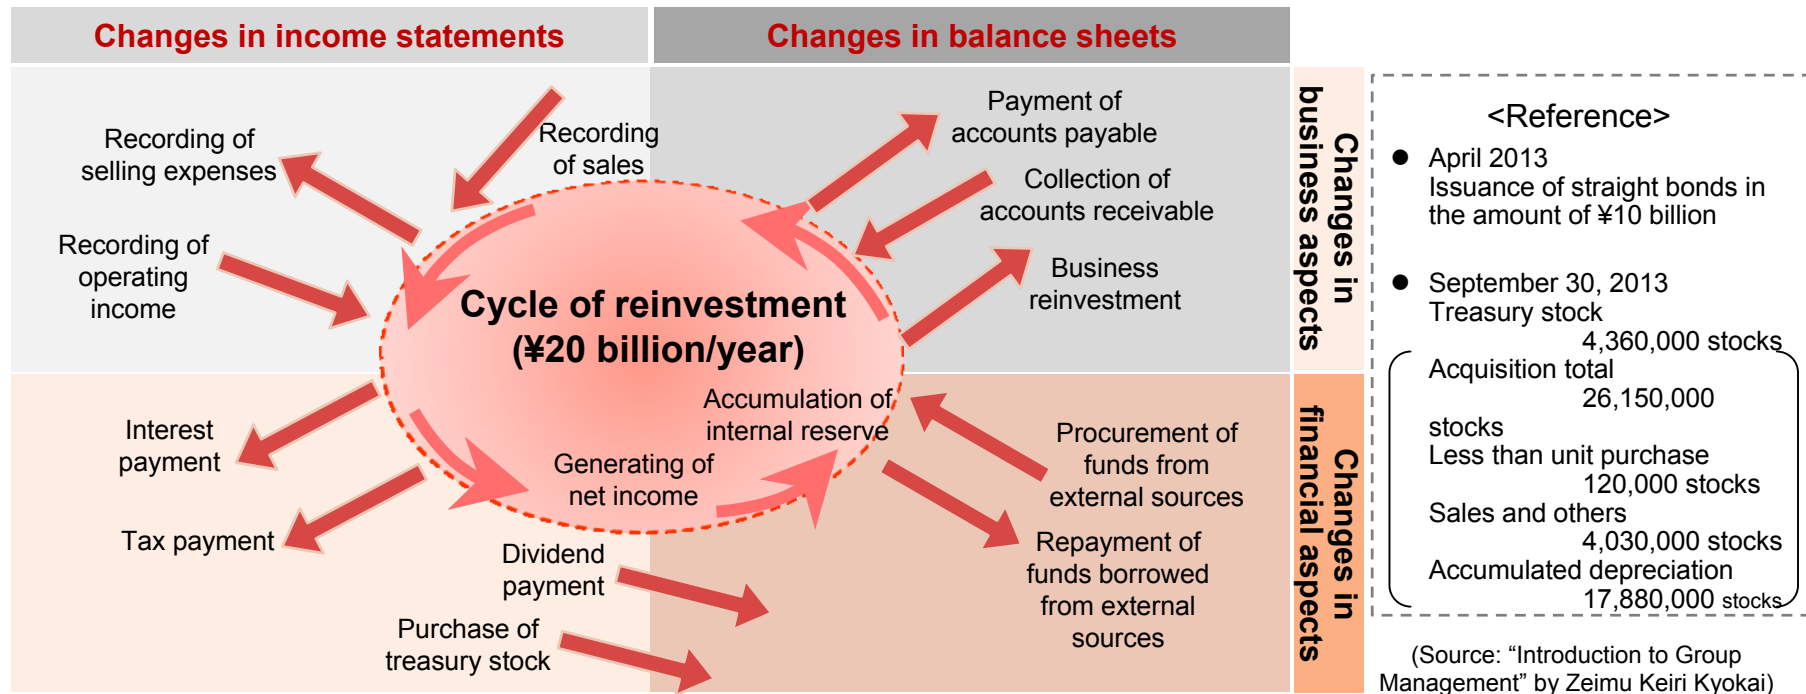 Changes in income statements
Changes in balance sheets
Recording of
selling expenses
Recording
of sales
Recording of
operating
income
Payment of
accounts payable
Collection of
accounts receivable
Business
reinvestment
Changes in
business aspects
Cycle of reinvestment
(¥20 billion/year)
Interest
payment
Tax payment
Accumulation of
internal reserve
Generating of
net income
Dividend
payment
Purchase of
treasury stock
Procurement of
funds from
external sources
Repayment of
funds borrowed
from external
sources
Changes in
financial aspects
<Reference>
● April 2013
Issuance of straight bonds in
the amount of ¥10 billion
● September 30, 2013
Treasury stock
4,360,000 stocks
Acquisition total
26,150,000
stocks
Less than unit purchase
120,000 stocks
Sales and others
4,030,000 stocks
Accumulated depreciation
17,880,000 stocks
(Source: “Introduction to Group
Management” by Zeimu Keiri Kyokai)